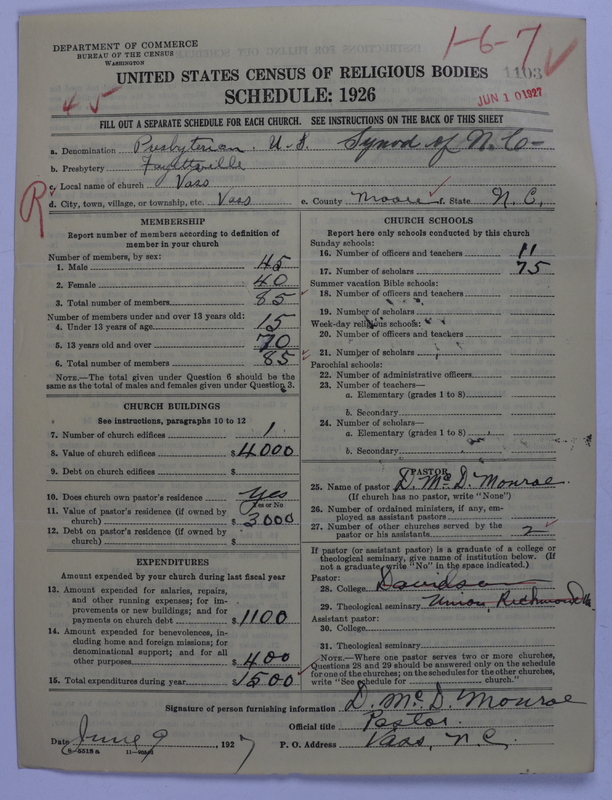 DEPARTMENT OF COMMERCE
BUREAU OF THE CENSUS
WASHINGTON
1-6-7
1103
UNITED STATES CENSUS OF RELIGIOUS BODIES
45
SCHEDULE: 1926
JUN 10 1927
FILL OUT A SEPARATE SCHEDULE FOR EACH CHURCH. SEE INSTRUCTIONS ON THE BACK OF THIS SHEET
a. Denomination Presbyterian U.S. Synod of N.C.
b. Presbytery Fayetteville
c. Local name of church Vass
R
d. City, town, village, or township, etc. Vass e. County Moore f. State N.C.
MEMBERSHIP
Report number of members according to definition of
member in your church
Number of members, by sex:
1. Male 45
2. Female 40
3. Total number of members 85
Number of members under and over 13 years old:
4. Under 13 years of age 15
5. 13 years old and over 70
6. Total number of members 85
NOTE.—The total given under Question 6 should be the
same as the total of males and females given under Question 3.
CHURCH BUILDINGS
See instructions, paragraphs 10 to 12
7. Number of church edifices 1
8. Value of church edifices $4000
9. Debt on church edifices $
10. Does church own pastor's residence Yes
Yes or No
11. Value of pastor's residence (if owned by
church) $3000
12. Debt on pastor's residence (if owned by
church) $
EXPENDITURES
Amount expended by your church during last fiscal year
13. Amount expended for salaries, repairs,
and other running expenses; for im-
provements or new buildings; and for
payments on church debt $1100
14. Amount expended for benevolences, in-
cluding home and foreign missions; for
denominational support; and for all
other purposes $400
15. Total expenditures during year $1500
CHURCH SCHOOLS
Report here only schools conducted by this church
Sunday schools:
16. Number of officers and teachers 11
17. Number of scholars 75
Summer vacation Bible schools:
18. Number of officers and teachers
19. Number of scholars
Week-day religious schools:
20. Number of officers and teachers
21. Number of scholars
Parochial schools:
22. Number of administrative officers
23. Number of teachers—
a. Elementary (grades 1 to 8)
b. Secondary
24. Number of scholars—
a. Elementary (grades 1 to 8)
b. Secondary
PASTOR
25. Name of pastor D. Mc. D. Monroe
(If church has no pastor, write "None")
26. Number of ordained ministers, if any, em-
ployed as assistant pastors
27. Number of other churches served by the
pastor or his assistants 2
If pastor (or assistant pastor) is a graduate of a college or
theological seminary, give name of institution below. (If
not a graduate, write "No" in the space indicated.)
Pastor:
28. College Davidson
29. Theological seminary Union, Richmond Va
Assistant pastor:
30. College
31. Theological seminary
NOTE.—Where one pastor serves two or more churches,
Questions 28 and 29 should be answered only on the schedule
for one of the churches; on the schedules for the other churches,
write "See schedule for church."
Signature of person furnishing information D. Mc. D. Monroe
Official title Pastor
Date June 9, 1927 P. O. Address Vass, N.C.